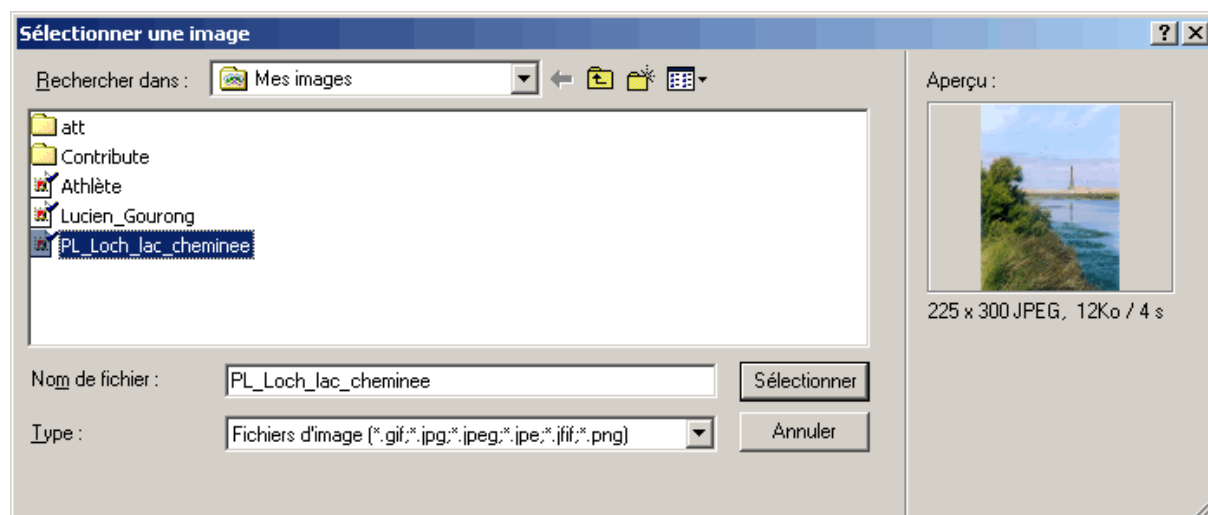 Sélectionner une image
Rechercher dans :
Mes images
att
Contribute
Athlète
Lucien_Gourong
PL_Loch_lac_cheminee
Nom de fichier :
PL_Loch_lac_cheminee
Sélectionner
Type :
Fichiers d'image (*.gif;*.jpg;*.jpeg;*.jpe;*.jfif;*.png)
Annuler
Aperçu :
225 x 300 JPEG, 12Ko / 4 s